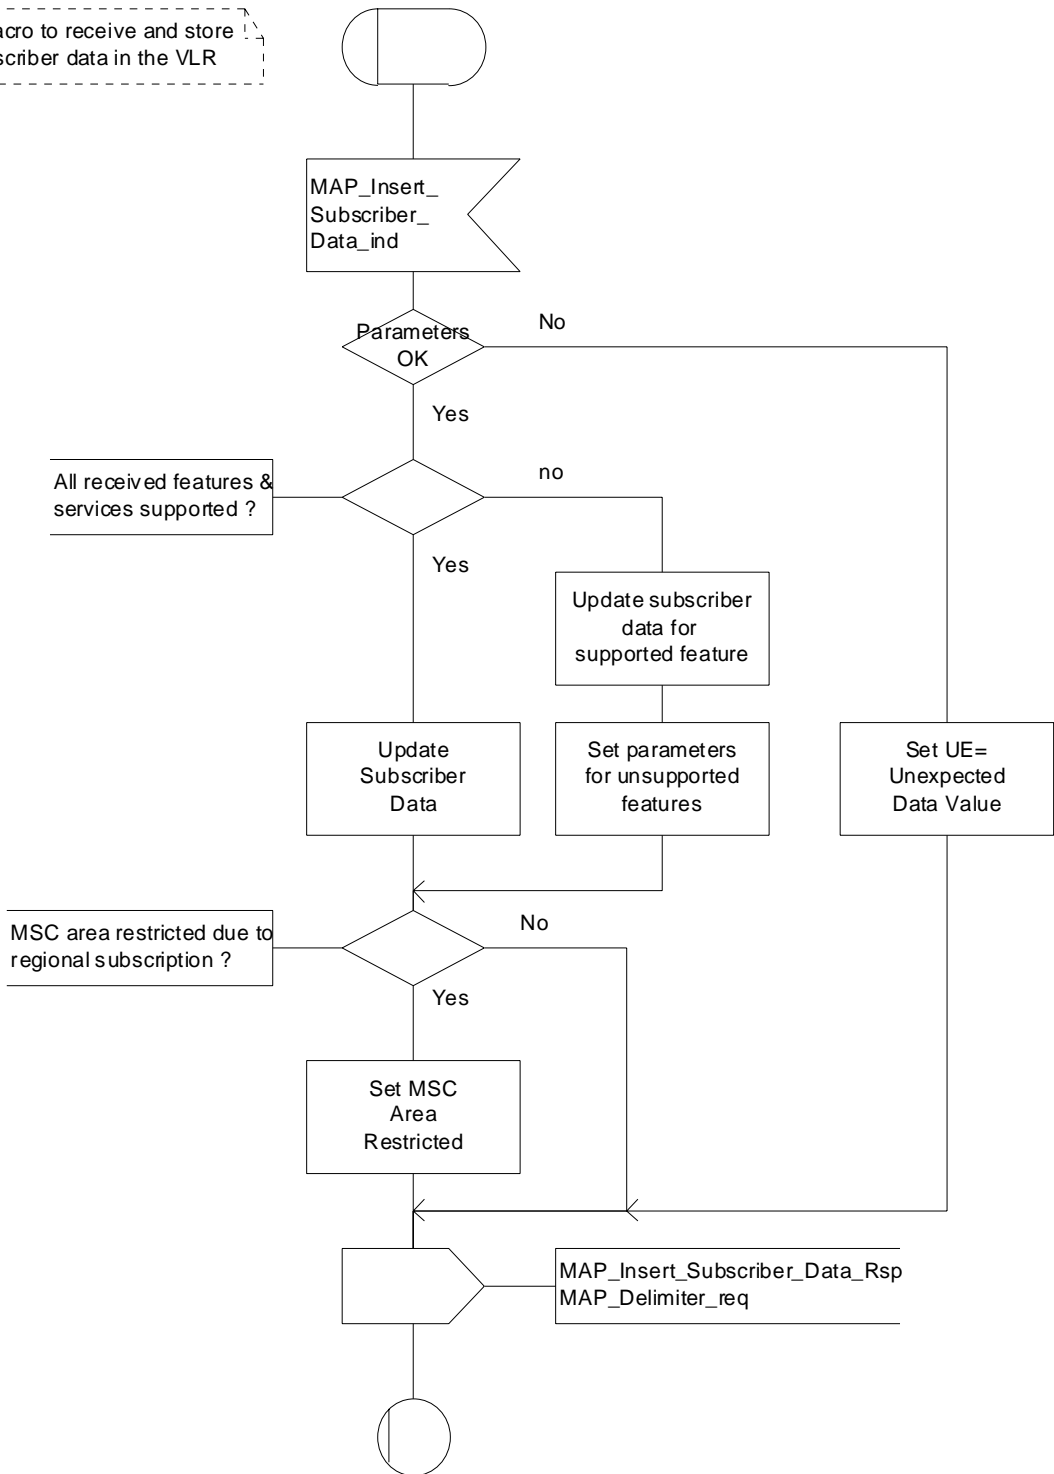 acro to receive and store
scriber data in the VLR
MAP_Insert_
Subscriber_
Data_ind
Parameters
OK
No
Yes
All received features &
services supported ?
no
Yes
Update subscriber
data for
supported feature
Update
Subscriber
Data
Set parameters
for unsupported
features
Set UE=
Unexpected
Data Value
MSC area restricted due to
regional subscription ?
No
Yes
Set MSC
Area
Restricted
MAP_Insert_Subscriber_Data_Rsp
MAP_Delimiter_req